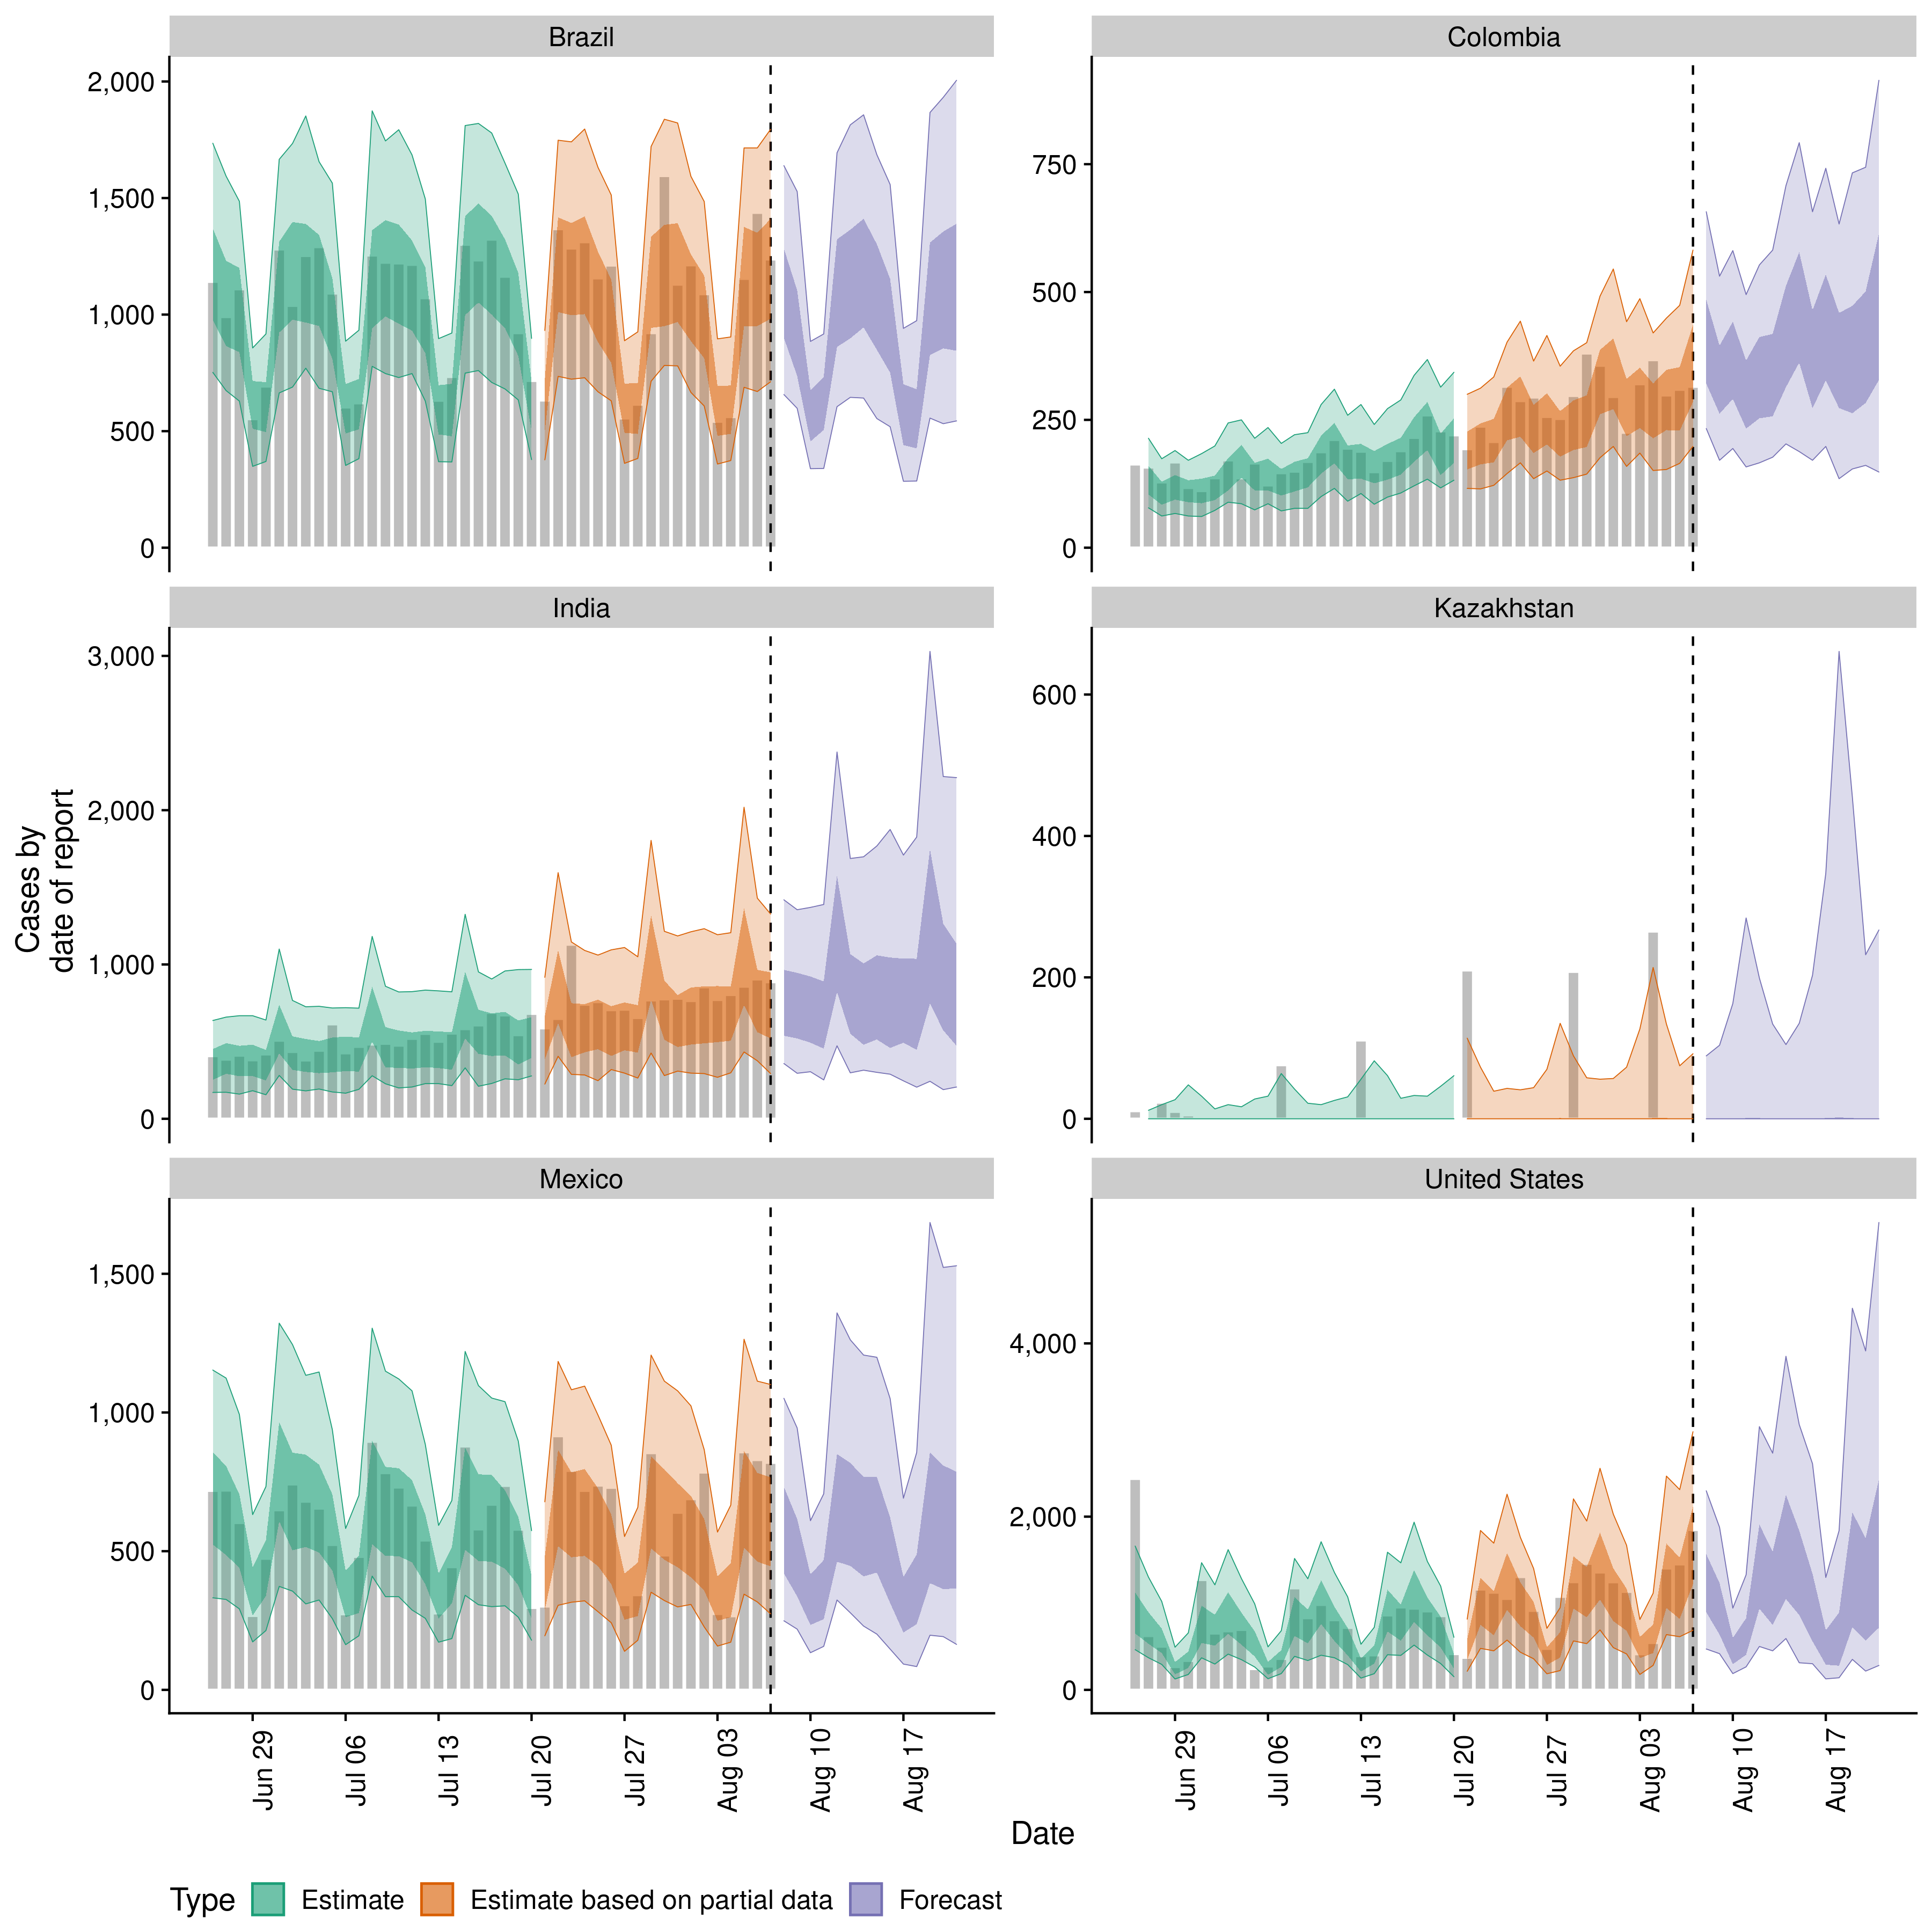 Brazil
Colombia
2,000
1,500
1,000
500
0
750
500
250
0
India
Kazakhstan
3,000
2,000
1,000
0
600
400
200
0
Cases by
date of report
Mexico
United States
1,500
1,000
500
0
4,000
2,000
0
Jun 29
Jul 06
Jul 13
Jul 20
Jul 27
Aug 03
Aug 10
Aug 17
Jun 29
Jul 06
Jul 13
Jul 20
Jul 27
Aug 03
Aug 10
Aug 17
Date
Type Estimate Estimate based on partial data Forecast